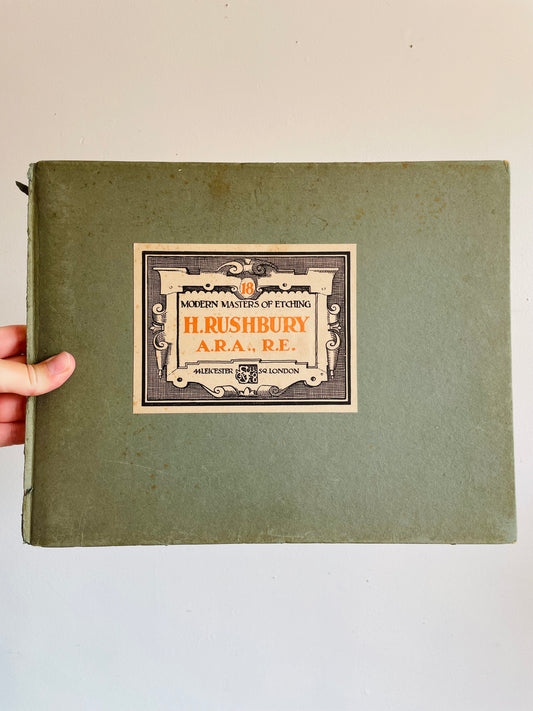 18
MODERN MASTERS OF ETCHING
H. RUSHBURY
A.R.A., R.E.
44 LEICESTER SQ. LONDON